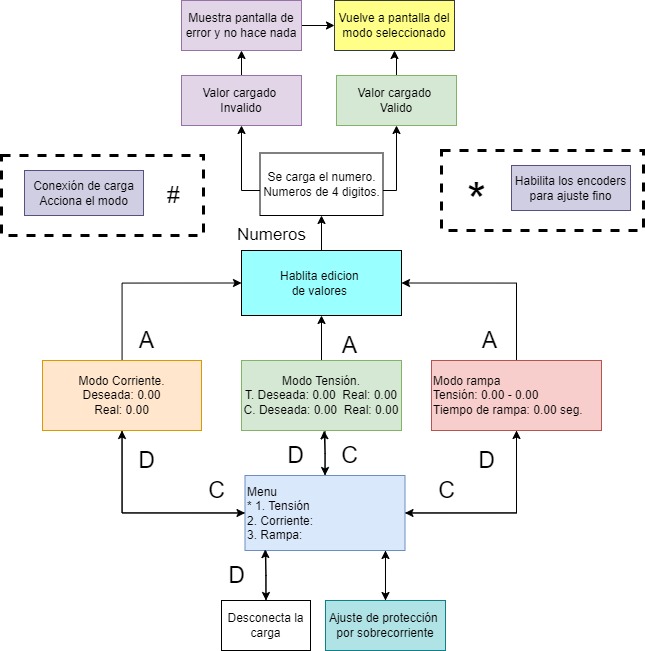 Muestra pantalla de
error y no hace nada
Vuelve a pantalla del
modo seleccionado
Valor cargado
Invalido
Valor cargado
Valido
Conexión de carga
Acciona el modo
#
Se carga el numero.
Numeros de 4 digitos.
*
Habilita los encoders
para ajuste fino
Numeros
Hablita edicion
de valores
A
A
A
Modo Corriente.
Deseada: 0.00
Real: 0.00
Modo Tensión.
T. Deseada: 0.00 Real: 0.00
C. Deseada: 0.00 Real: 0.00
Modo rampa
Tensión: 0.00 - 0.00
Tiempo de rampa: 0.00 seg.
D
D
C
D
C
C
Menu
* 1. Tensión
2. Corriente:
3. Rampa:
D
Desconecta la
carga
Ajuste de protección
por sobrecorriente